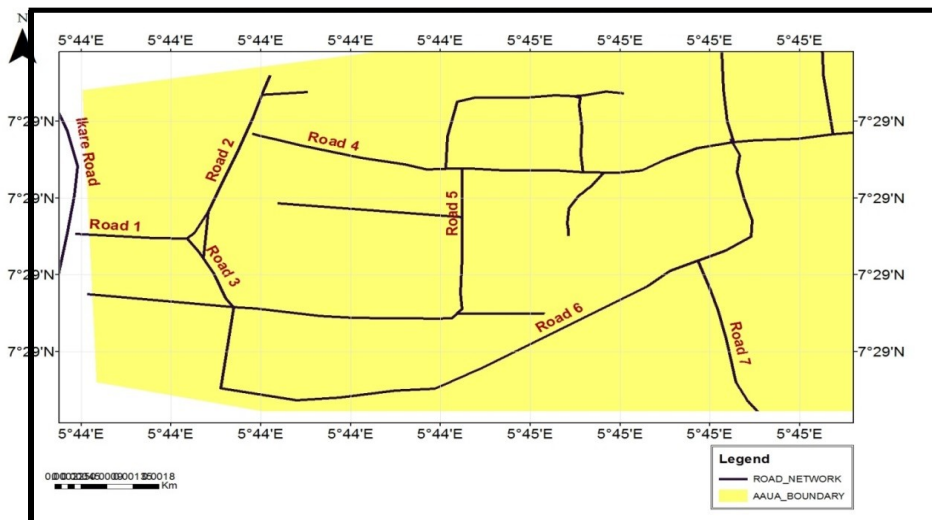 N
5°44'E 5°44'E 5°44'E 5°44'E 5°44'E 5°45'E 5°45'E 5°45'E 5°45'E
7°29'N 7°29'N
Ikare Road
Road 2
Road 4
7°29'N 7°29'N
Road 5
Road 1
Road 3
7°29'N 7°29'N
Road 6
Road 7
7°29'N 7°29'N
5°44'E 5°44'E 5°44'E 5°44'E 5°44'E 5°45'E 5°45'E 5°45'E 5°45'E
Legend
ROAD_NETWORK
AAUA_BOUNDARY
Km